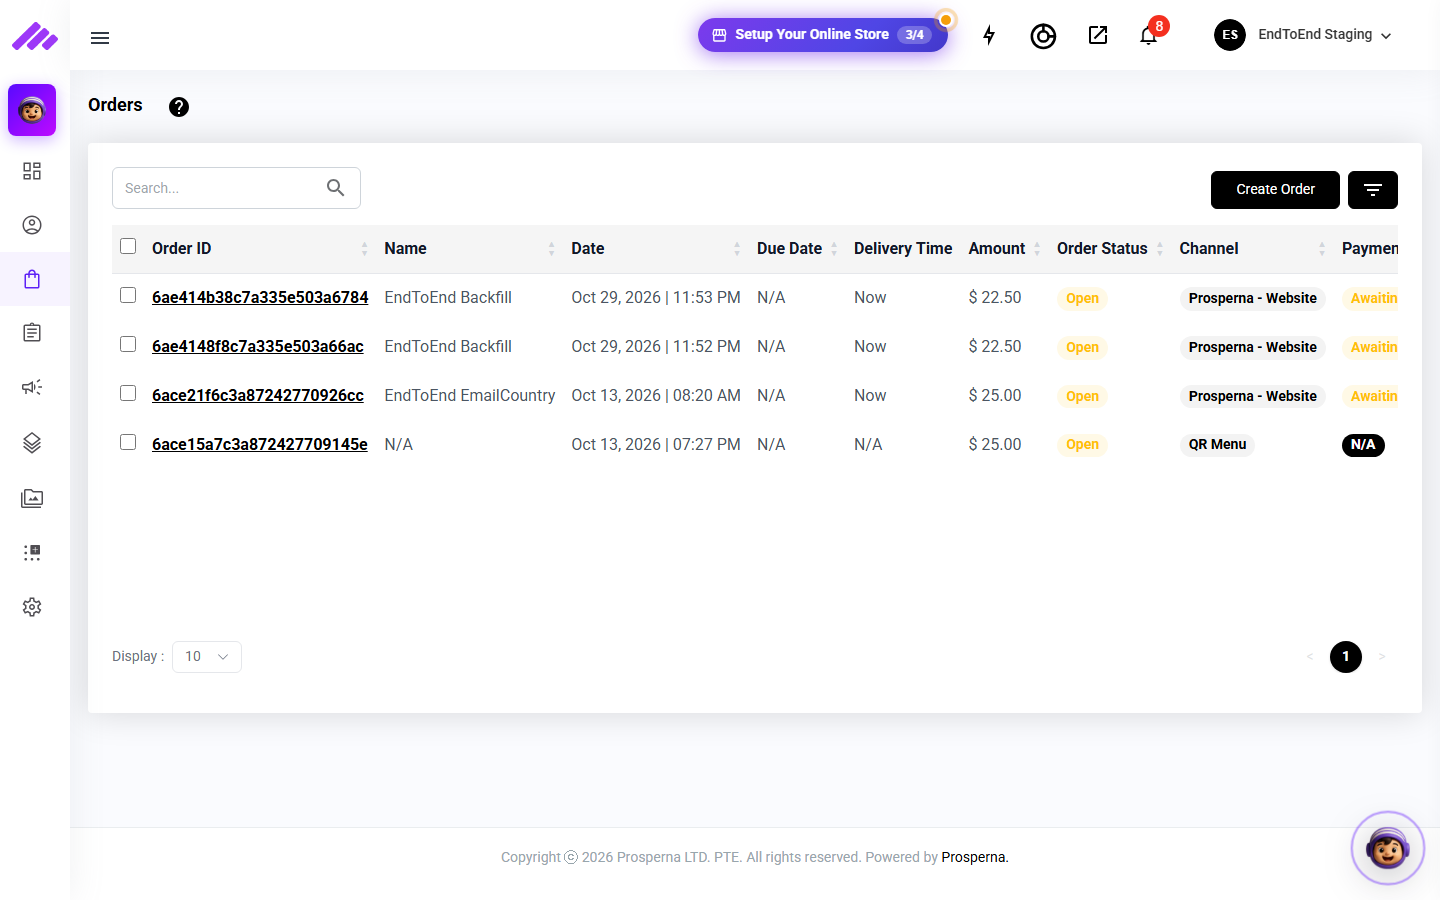 Setup Your Online Store 3/4
8
ES EndToEnd Staging
Orders ?
Search...
Create Order
Order ID Name Date Due Date Delivery Time Amount Order Status Channel Paymen
6ae414b38c7a335e503a6784 EndToEnd Backfill Oct 29, 2026 | 11:53 PM N/A Now $ 22.50 Open Prosperna - Website Awaitin
6ae4148f8c7a335e503a66ac EndToEnd Backfill Oct 29, 2026 | 11:52 PM N/A Now $ 22.50 Open Prosperna - Website Awaitin
6ace21f6c3a87242770926cc EndToEnd EmailCountry Oct 13, 2026 | 08:20 AM N/A Now $ 25.00 Open Prosperna - Website Awaitin
6ace15a7c3a872427709145e N/A Oct 13, 2026 | 07:27 PM N/A N/A $ 25.00 Open QR Menu N/A
Display : 10
< 1 >
Copyright © 2026 Prosperna LTD. PTE. All rights reserved. Powered by Prosperna.